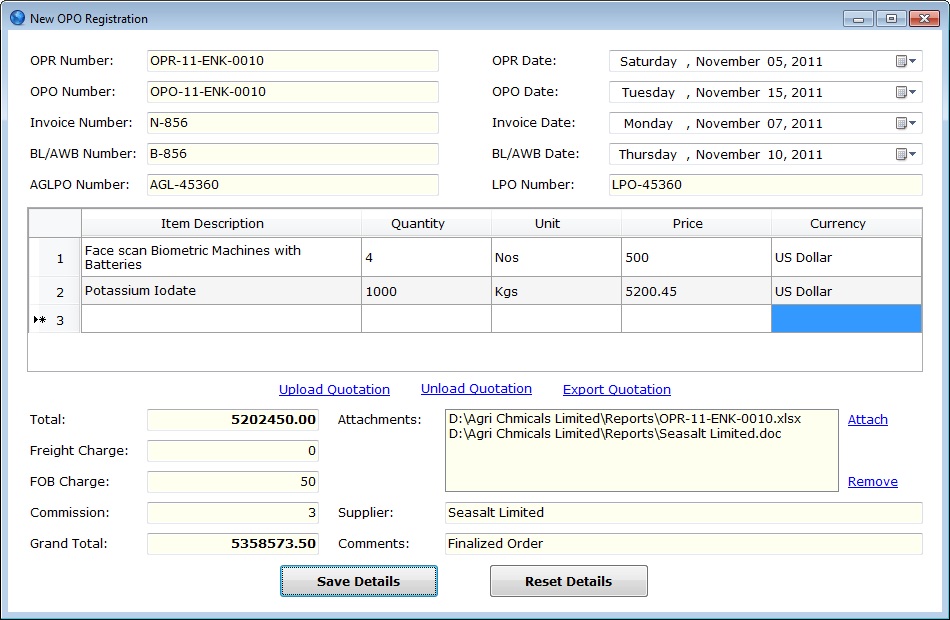 New OPO Registration
OPR Number: OPR-11-ENK-0010 OPR Date: Saturday , November 05, 2011
OPO Number: OPO-11-ENK-0010 OPO Date: Tuesday , November 15, 2011
Invoice Number: N-856 Invoice Date: Monday , November 07, 2011
BL/AWB Number: B-856 BL/AWB Date: Thursday , November 10, 2011
AGLPO Number: AGL-45360 LPO Number: LPO-45360
Item Description Quantity Unit Price Currency
1 Face scan Biometric Machines with
Batteries 4 Nos 500 US Dollar
2 Potassium Iodate 1000 Kgs 5200.45 US Dollar
3
Upload Quotation Unload Quotation Export Quotation
Total: 5202450.00 Attachments: D:\Agri Chmicals Limited\Reports\OPR-11-ENK-0010.xlsx Attach
D:\Agri Chmicals Limited\Reports\Seasalt Limited.doc
Freight Charge: 0
FOB Charge: 50 Remove
Commission: 3 Supplier: Seasalt Limited
Grand Total: 5358573.50 Comments: Finalized Order
Save Details Reset Details